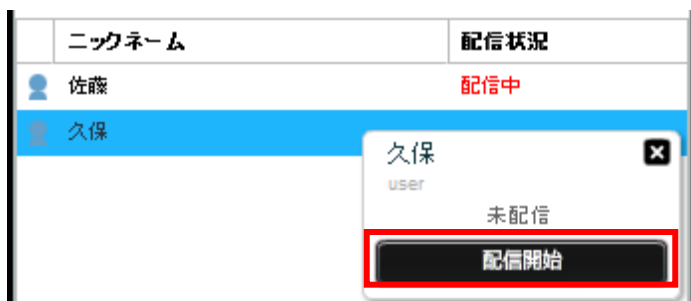 ニックネーム 配信状況
佐藤 配信中
久保
久保
user
未配信
配信開始